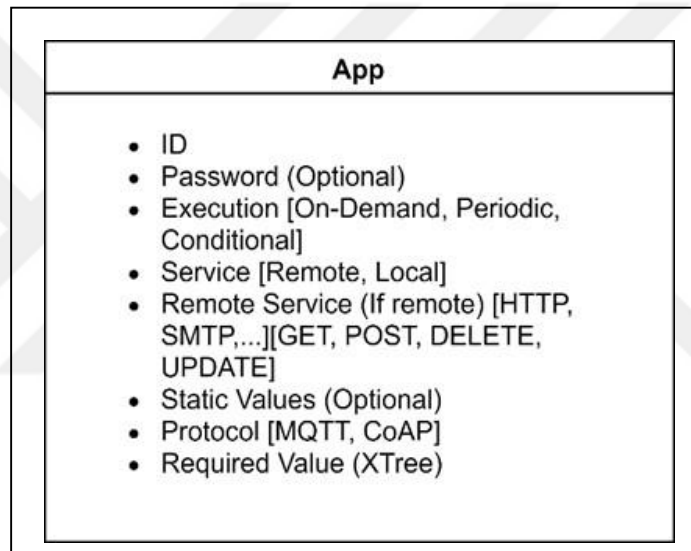 App
• ID
• Password (Optional)
• Execution [On-Demand, Periodic,
Conditional]
• Service [Remote, Local]
• Remote Service (If remote) [HTTP,
SMTP,...][GET, POST, DELETE,
UPDATE]
• Static Values (Optional)
• Protocol [MQTT, CoAP]
• Required Value (XTree)